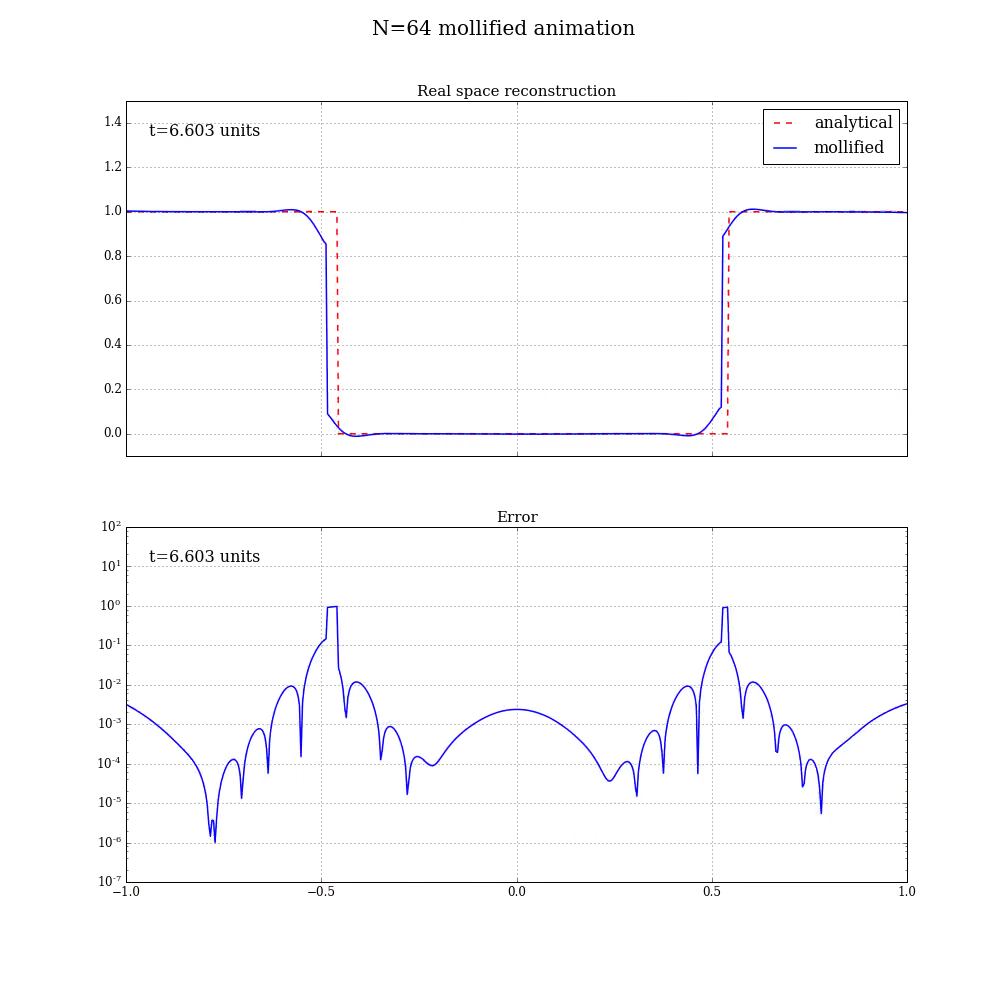 N=64 mollified animation
Real space reconstruction
t=6.603 units
analytical
mollified
1.4
1.2
1.0
0.8
0.6
0.4
0.2
0.0
Error
t=6.603 units
10²
10¹
10⁰
10⁻¹
10⁻²
10⁻³
10⁻⁴
10⁻⁵
10⁻⁶
10⁻⁷
−1.0 −0.5 0.0 0.5 1.0